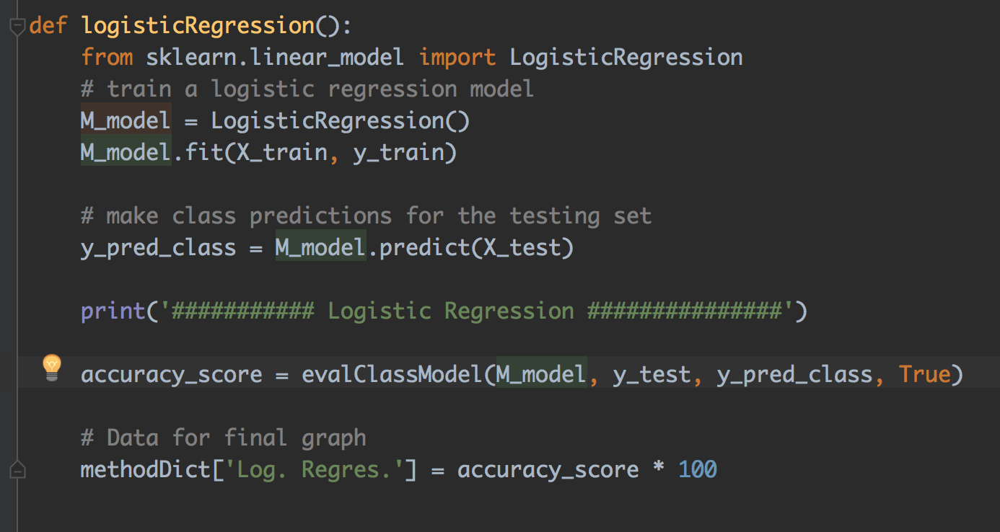 def logisticRegression():
from sklearn.linear_model import LogisticRegression
# train a logistic regression model
M_model = LogisticRegression()
M_model.fit(X_train, y_train)
# make class predictions for the testing set
y_pred_class = M_model.predict(X_test)
print('########### Logistic Regression ###############')
accuracy_score = evalClassModel(M_model, y_test, y_pred_class, True)
# Data for final graph
methodDict['Log. Regres.'] = accuracy_score * 100